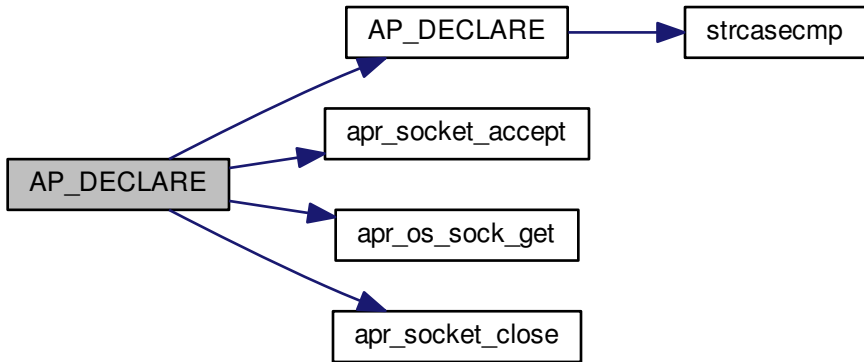 AP_DECLARE
strcasecmp
apr_socket_accept
AP_DECLARE
apr_os_sock_get
apr_socket_close